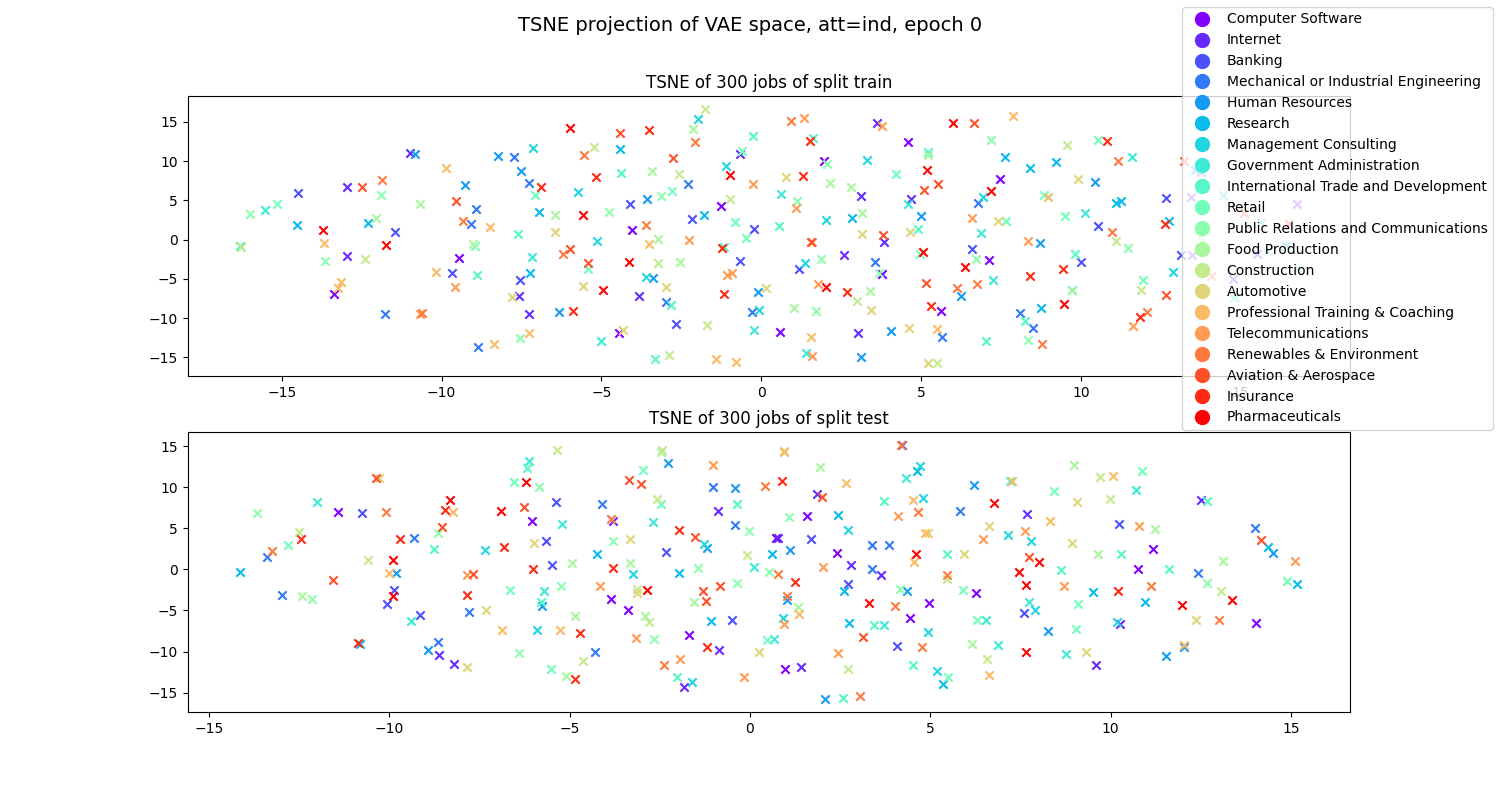 TSNE projection of VAE space, att=ind, epoch 0
Computer Software
Internet
Banking
Mechanical or Industrial Engineering
Human Resources
Research
Management Consulting
Government Administration
International Trade and Development
Retail
Public Relations and Communications
Food Production
Construction
Automotive
Professional Training & Coaching
Telecommunications
Renewables & Environment
Aviation & Aerospace
Insurance
Pharmaceuticals
TSNE of 300 jobs of split train
15
10
5
0
−5
−10
−15
−15 −10 −5 0 5 10 15
TSNE of 300 jobs of split test
15
10
5
0
−5
−10
−15
−15 −10 −5 0 5 10 15